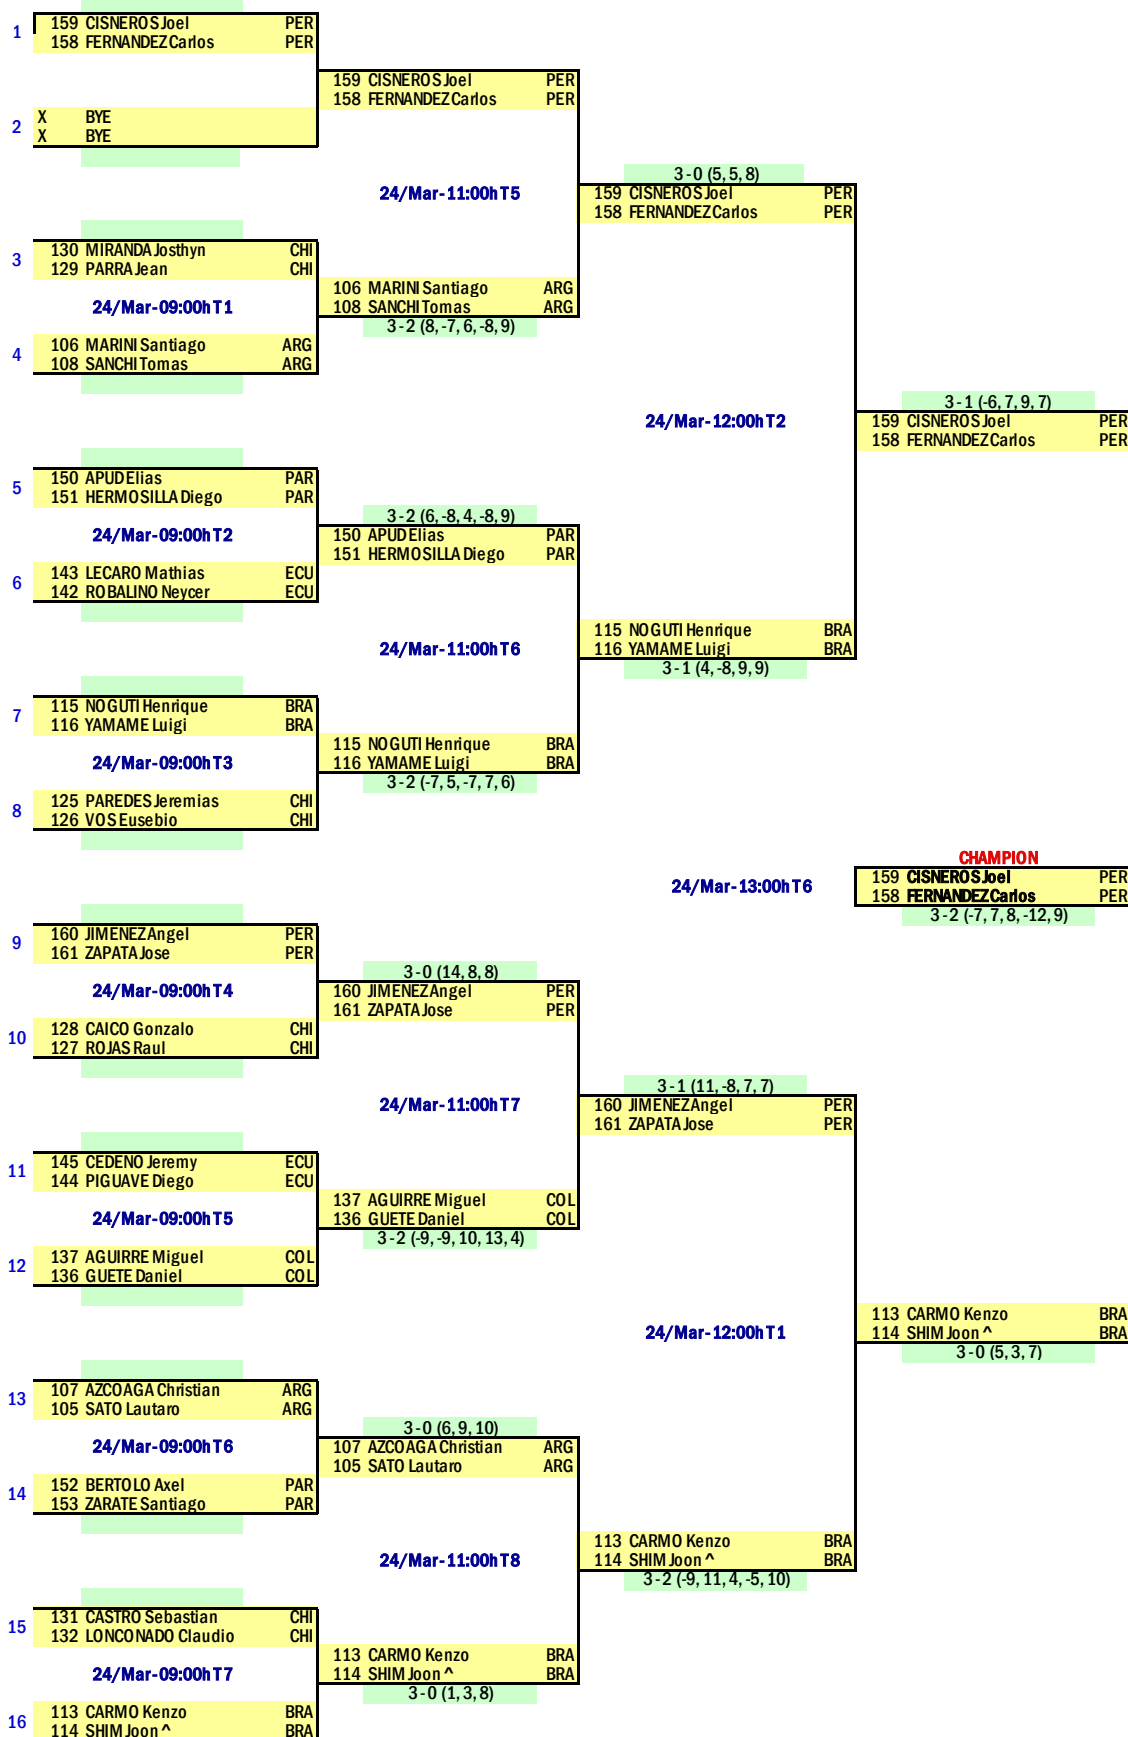 1
159 CISNEROS Joel PER
158 FERNANDEZ Carlos PER
159 CISNEROS Joel PER
158 FERNANDEZ Carlos PER
2
X BYE
X BYE
24/Mar-11:00h T5
3-0 (5, 5, 8)
159 CISNEROS Joel PER
158 FERNANDEZ Carlos PER
3
130 MIRANDA Josthyn CHI
129 PARRA Jean CHI
24/Mar-09:00h T1
106 MARINI Santiago ARG
108 SANCHI Tomas ARG
3-2 (8, -7, 6, -8, 9)
4
106 MARINI Santiago ARG
108 SANCHI Tomas ARG
24/Mar-12:00h T2
3-1 (-6, 7, 9, 7)
159 CISNEROS Joel PER
158 FERNANDEZ Carlos PER
5
150 APUD Elias PAR
151 HERMOSILLA Diego PAR
24/Mar-09:00h T2
3-2 (6, -8, 4, -8, 9)
150 APUD Elias PAR
151 HERMOSILLA Diego PAR
6
143 LECARO Mathias ECU
142 ROBALINO Neycer ECU
24/Mar-11:00h T6
115 NOGUTI Henrique BRA
116 YAMAME Luigi BRA
3-1 (4, -8, 9, 9)
7
115 NOGUTI Henrique BRA
116 YAMAME Luigi BRA
24/Mar-09:00h T3
115 NOGUTI Henrique BRA
116 YAMAME Luigi BRA
3-2 (-7, 5, -7, 7, 6)
8
125 PAREDES Jeremias CHI
126 VOS Eusebio CHI
24/Mar-13:00h T6
CHAMPION
159 CISNEROS Joel PER
158 FERNANDEZ Carlos PER
3-2 (-7, 7, 8, -12, 9)
9
160 JIMENEZ Angel PER
161 ZAPATA Jose PER
24/Mar-09:00h T4
3-0 (14, 8, 8)
160 JIMENEZ Angel PER
161 ZAPATA Jose PER
10
128 CAICO Gonzalo CHI
127 ROJAS Raul CHI
24/Mar-11:00h T7
3-1 (11, -8, 7, 7)
160 JIMENEZ Angel PER
161 ZAPATA Jose PER
11
145 CEDENO Jeremy ECU
144 PIGUAVE Diego ECU
24/Mar-09:00h T5
137 AGUIRRE Miguel COL
136 GUETE Daniel COL
3-2 (-9, -9, 10, 13, 4)
12
137 AGUIRRE Miguel COL
136 GUETE Daniel COL
24/Mar-12:00h T1
113 CARMO Kenzo BRA
114 SHIM Joon ^ BRA
3-0 (5, 3, 7)
13
107 AZCOAGA Christian ARG
105 SATO Lautaro ARG
24/Mar-09:00h T6
3-0 (6, 9, 10)
107 AZCOAGA Christian ARG
105 SATO Lautaro ARG
14
152 BERTOLO Axel PAR
153 ZARATE Santiago PAR
24/Mar-11:00h T8
113 CARMO Kenzo BRA
114 SHIM Joon ^ BRA
3-2 (-9, 11, 4, -5, 10)
15
131 CASTRO Sebastian CHI
132 LONCONADO Claudio CHI
24/Mar-09:00h T7
113 CARMO Kenzo BRA
114 SHIM Joon ^ BRA
3-0 (1, 3, 8)
16
113 CARMO Kenzo BRA
114 SHIM Joon ^ BRA